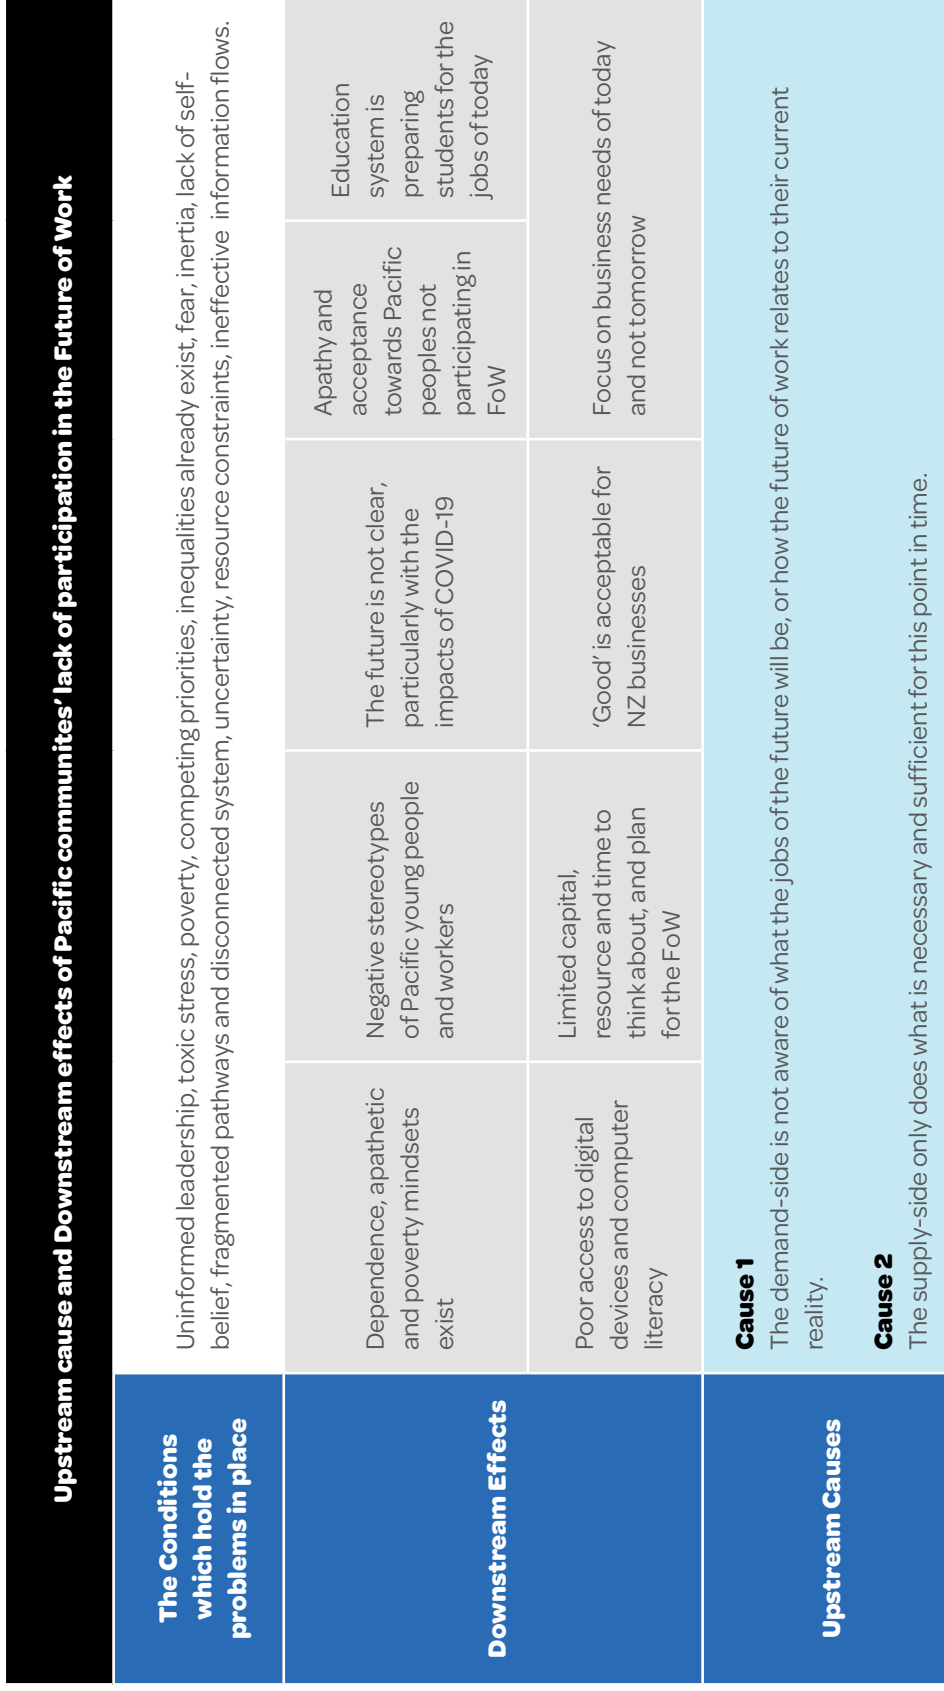 Upstream cause and Downstream effects of Pacific communites’ lack of participation in the Future of Work
The Conditions
which hold the
problems in place
Uninformed leadership, toxic stress, poverty, competing priorities, inequalities already exist, fear, inertia, lack of self-
belief, fragmented pathways and disconnected system, uncertainty, resource constraints, ineffective information flows.
Downstream Effects
Dependence, apathetic
and poverty mindsets
exist
Negative stereotypes
of Pacific young people
and workers
The future is not clear,
particularly with the
impacts of COVID-19
Apathy and
acceptance
towards Pacific
peoples not
participating in
FoW
Education
system is
preparing
students for the
jobs of today
Poor access to digital
devices and computer
literacy
Limited capital,
resource and time to
think about, and plan
for the FoW
‘Good’ is acceptable for
NZ businesses
Focus on business needs of today
and not tomorrow
Upstream Causes
Cause 1
The demand-side is not aware of what the jobs of the future will be, or how the future of work relates to their current
reality.
Cause 2
The supply-side only does what is necessary and sufficient for this point in time.